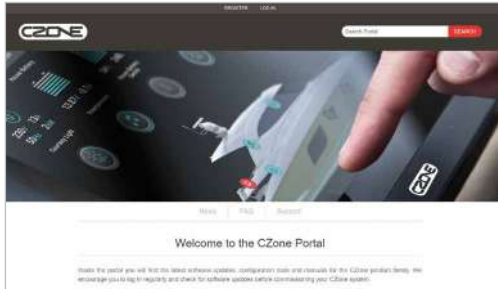 REGISTER LOG IN
CZONE
Search Portal SEARCH
CZONE
News FAQ Support
Welcome to the CZone Portal
Inside the portal you will find the latest software updates, configuration tools and manuals for the CZone product family. We
encourage you to log in regularly and check for software updates before commissioning your CZone system.